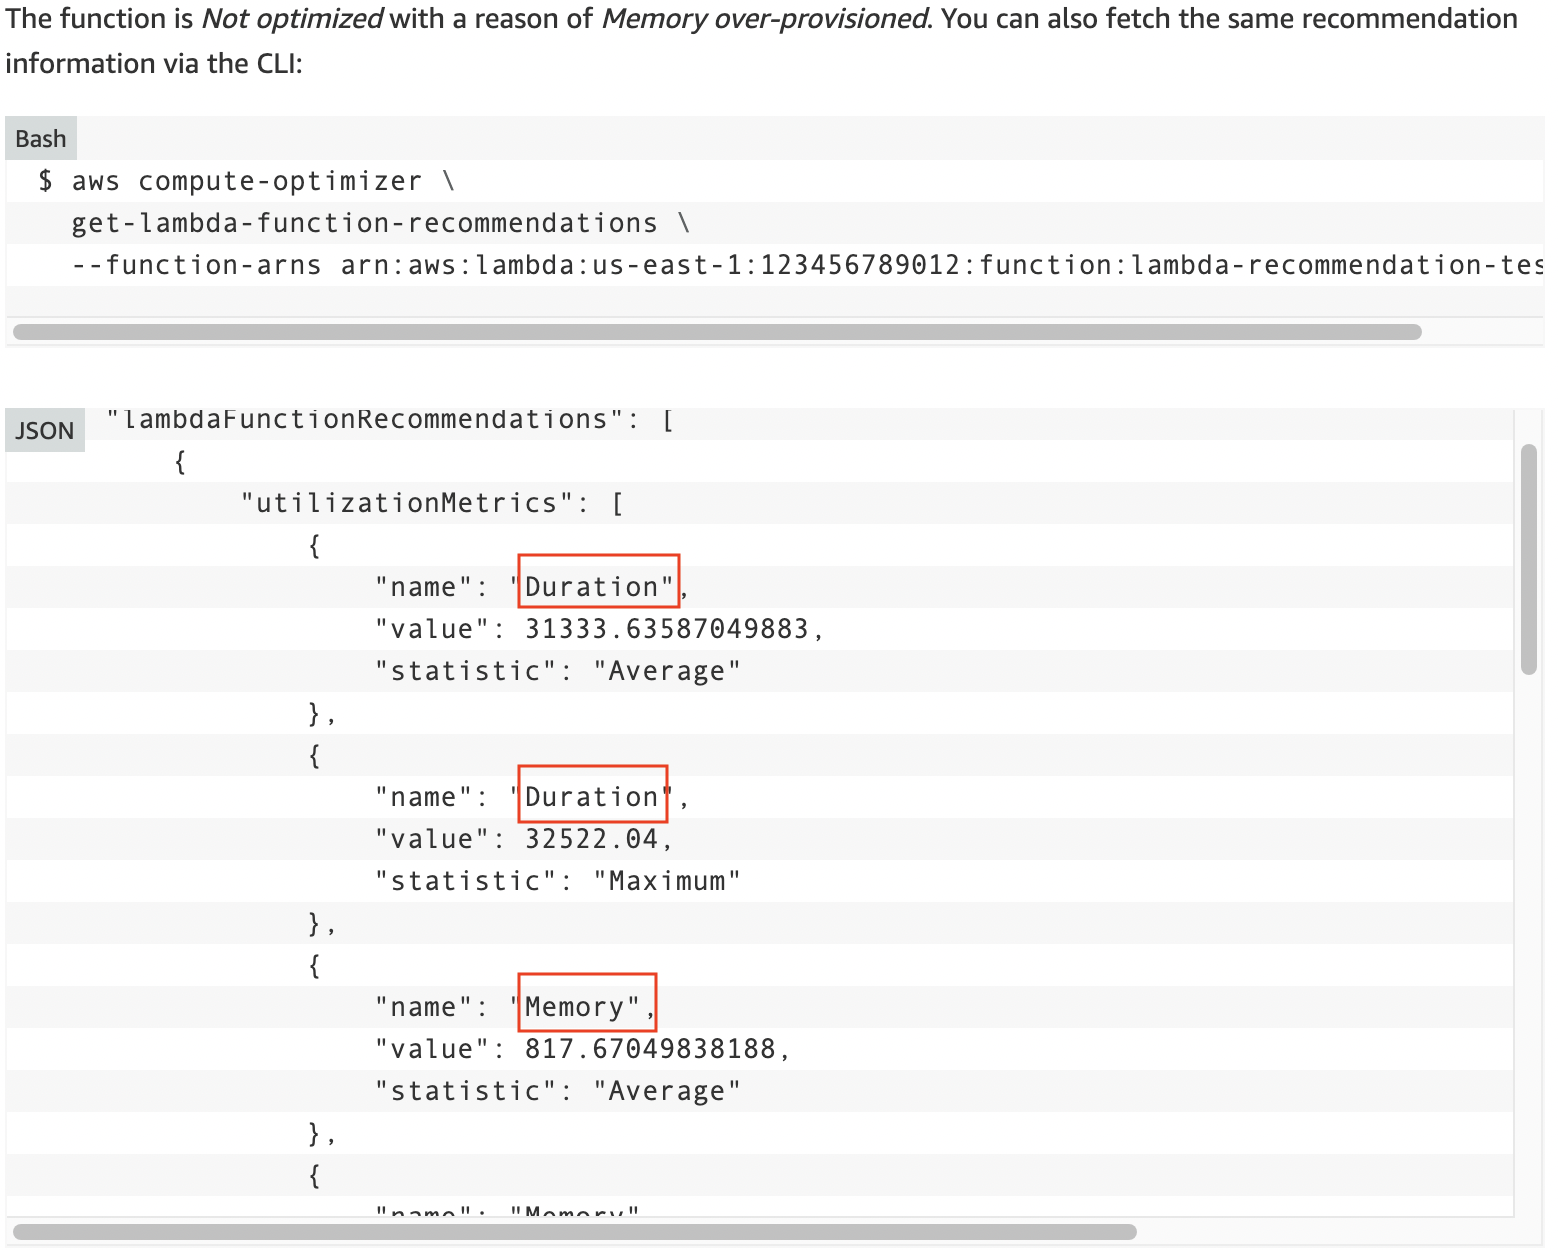 The function is Not optimized with a reason of Memory over-provisioned. You can also fetch the same recommendation
information via the CLI:
Bash
$ aws compute-optimizer \
get-lambda-function-recommendations \
--function-arns arn:aws:lambda:us-east-1:123456789012:function:lambda-recommendation-tes
JSON
"lambdaFunctionRecommendations": [
{
"utilizationMetrics": [
{
"name": "Duration",
"value": 31333.63587049883,
"statistic": "Average"
},
{
"name": "Duration",
"value": 32522.04,
"statistic": "Maximum"
},
{
"name": "Memory",
"value": 817.67049838188,
"statistic": "Average"
},
{
"name": "Memory"